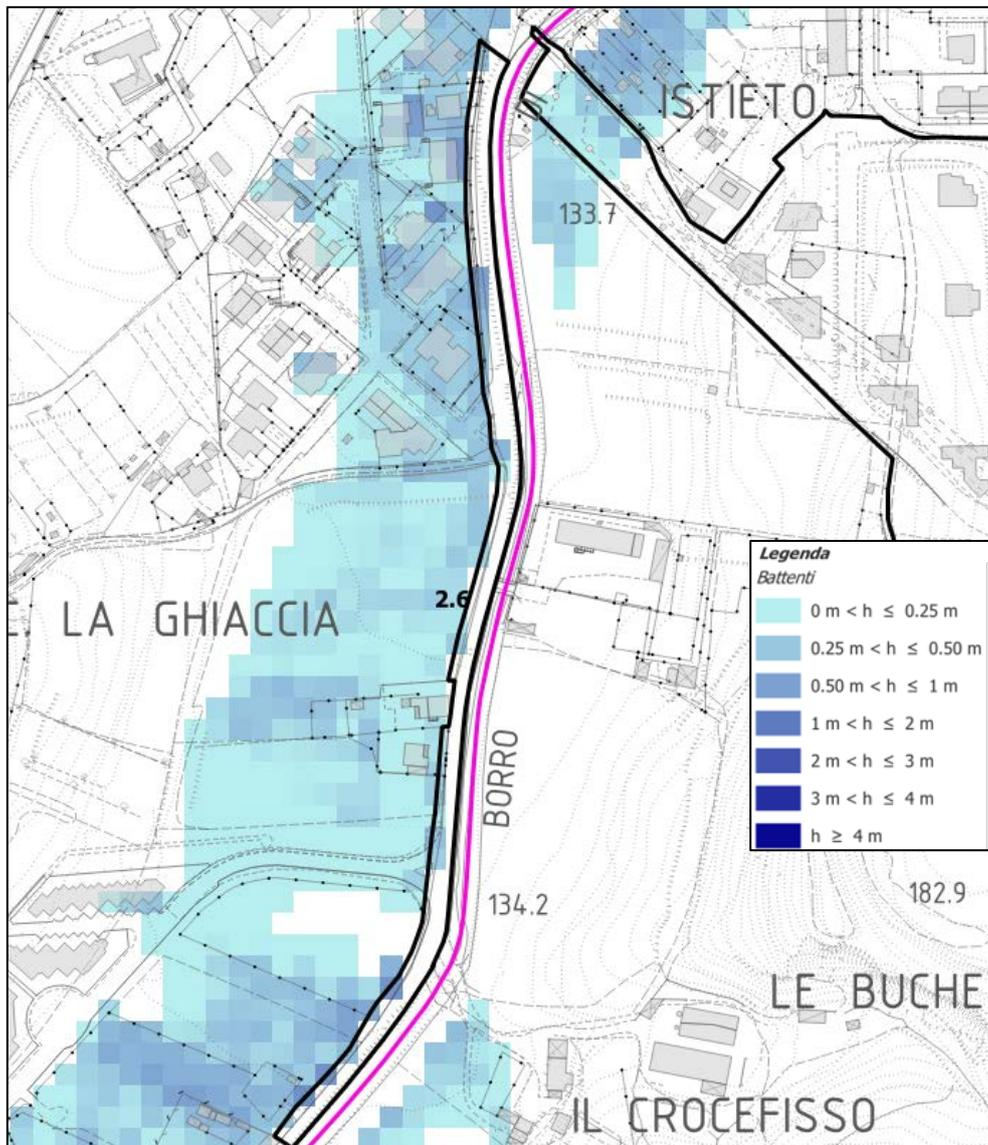 ISTIETO
133.7
Legenda
Battenti
0 m < h ≤ 0.25 m
0.25 m < h ≤ 0.50 m
0.50 m < h ≤ 1 m
1 m < h ≤ 2 m
2 m < h ≤ 3 m
3 m < h ≤ 4 m
h ≥ 4 m
2.6
E LA GHIACCIA
BORRO
134.2
182.9
LE BUCHE
IL CROCEFISSO